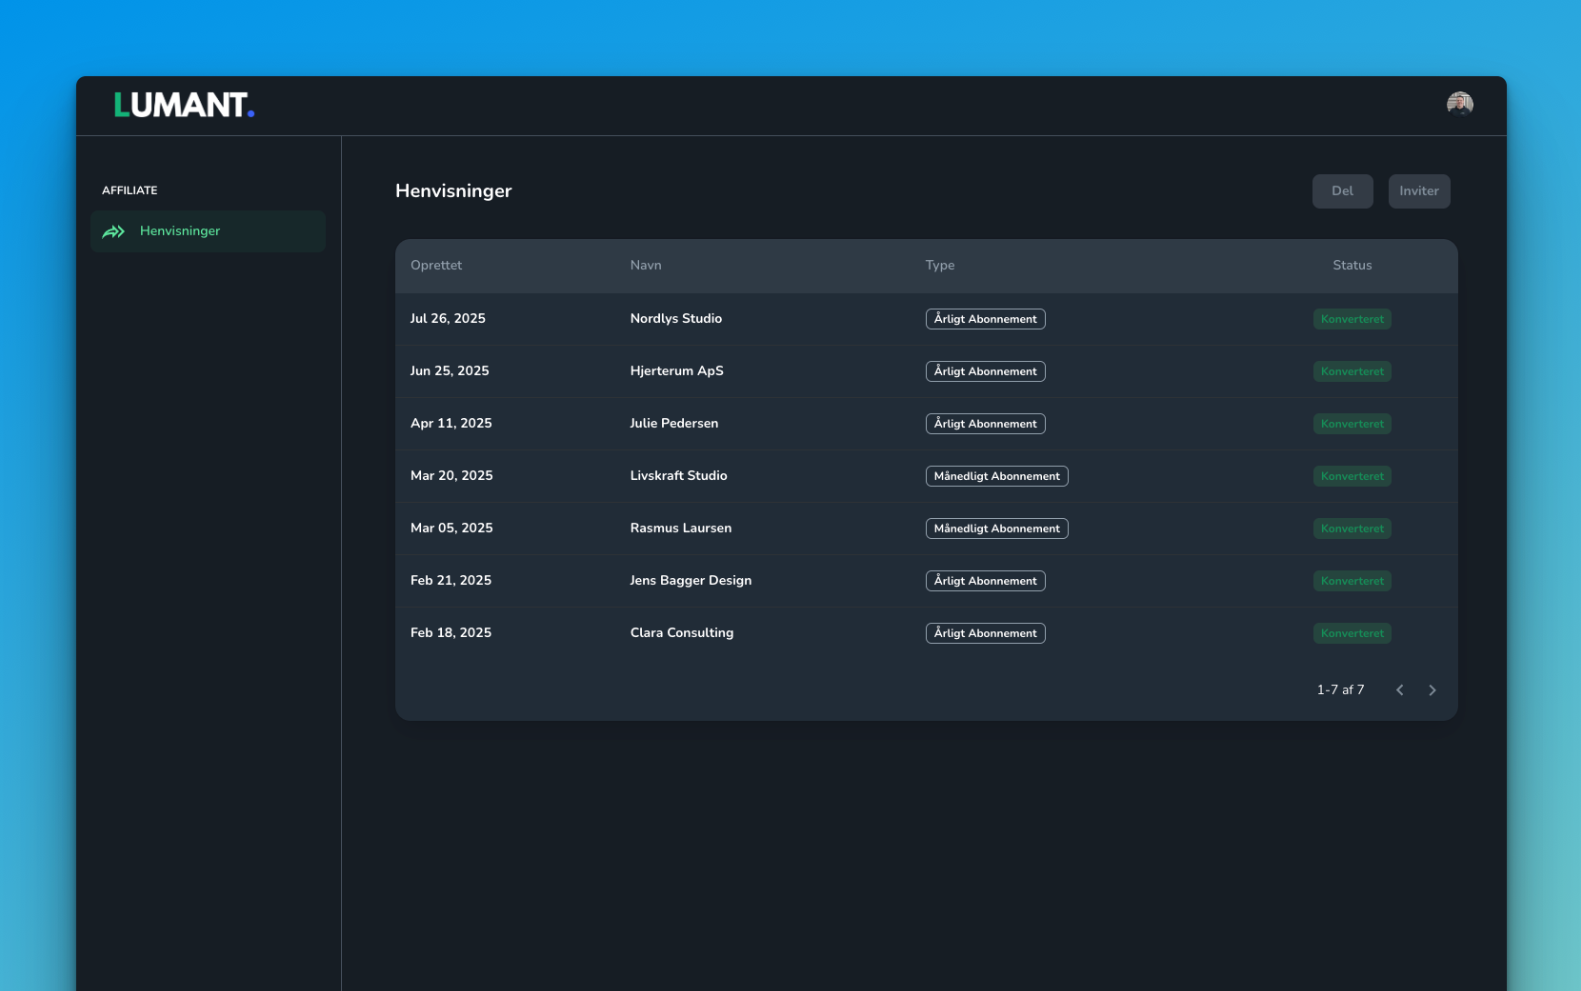 LUMANT.
AFFILIATE
Henvisninger
Henvisninger
Del
Inviter
Oprettet Navn Type Status
Jul 26, 2025 Nordlys Studio Årligt Abonnement Konverteret
Jun 25, 2025 Hjerterum ApS Årligt Abonnement Konverteret
Apr 11, 2025 Julie Pedersen Årligt Abonnement Konverteret
Mar 20, 2025 Livskraft Studio Månedligt Abonnement Konverteret
Mar 05, 2025 Rasmus Laursen Månedligt Abonnement Konverteret
Feb 21, 2025 Jens Bagger Design Årligt Abonnement Konverteret
Feb 18, 2025 Clara Consulting Årligt Abonnement Konverteret
1-7 af 7